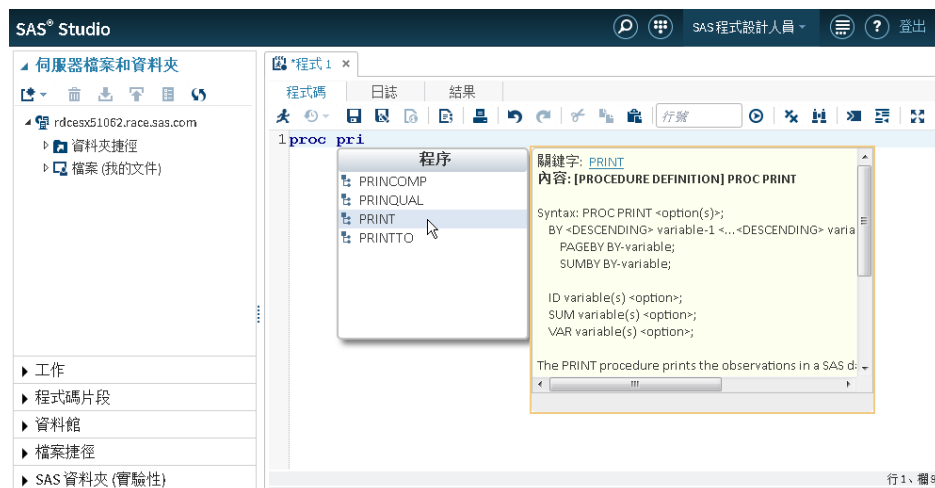 SAS® Studio
SAS程式設計人員
登出
伺服器檔案和資料夾
rdcesx51062.race.sas.com
資料夾捷徑
檔案 (我的文件)
工作
程式碼片段
資料館
檔案捷徑
SAS 資料夾 (實驗性)
*程式 1
程式碼 日誌 結果
行號
1 proc pri
程序
PRINCOMP
PRINQUAL
PRINT
PRINTTO
關鍵字: PRINT
內容: [PROCEDURE DEFINITION] PROC PRINT
Syntax: PROC PRINT <option(s)>;
BY <DESCENDING> variable-1 <...<DESCENDING> varia
PAGEBY BY-variable;
SUMBY BY-variable;
ID variable(s) <option>;
SUM variable(s) <option>;
VAR variable(s) <option>;
The PRINT procedure prints the observations in a SAS d
行 1、欄 9